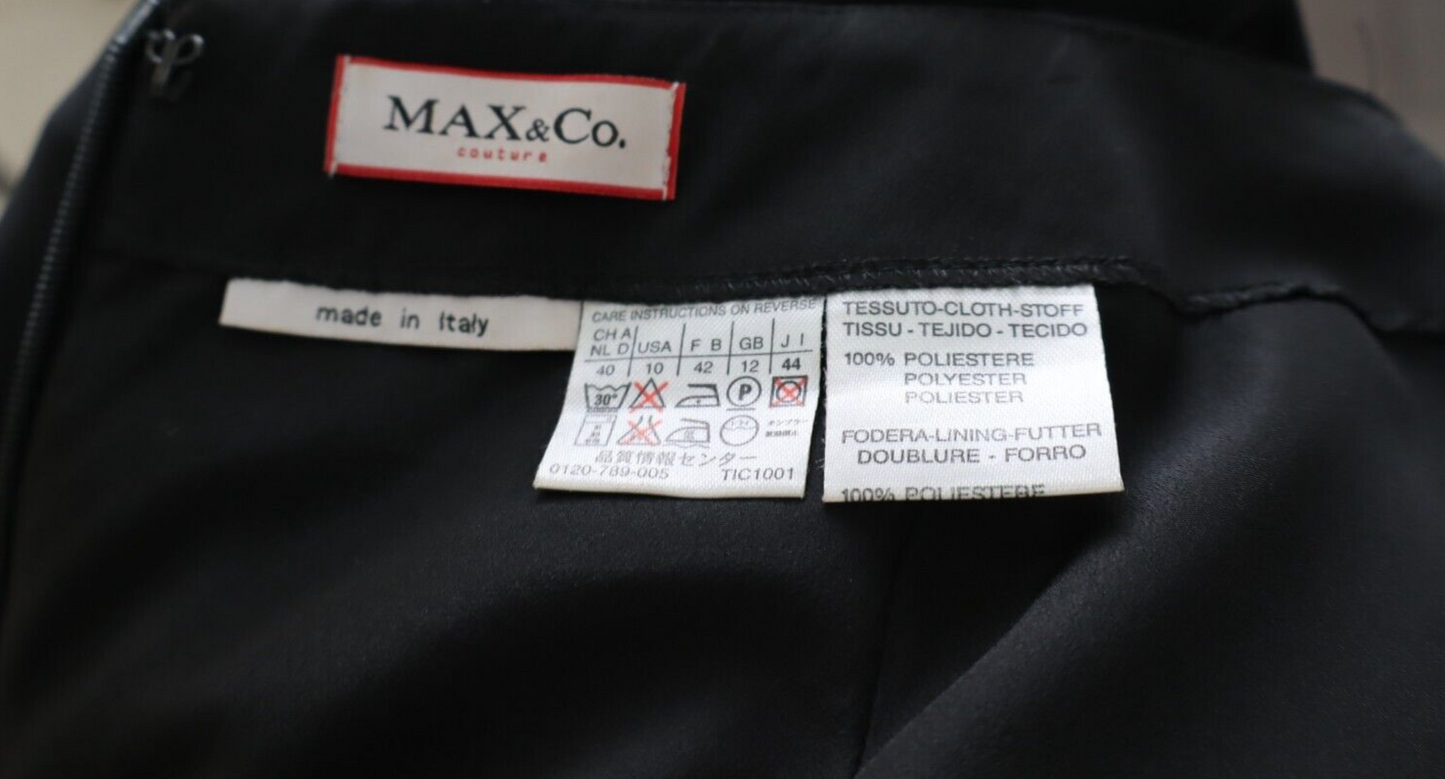 MAX&Co.
couture
made in Italy
CARE INSTRUCTIONS ON REVERSE
CH A
NL D USA F B GB J I
40 10 42 12 44
30° P
品質情報センター
0120-789-005 TIC1001
TESSUTO-CLOTH-STOFF
TISSU - TEJIDO - TECIDO
100% POLIESTERE
POLYESTER
POLIESTER
FODERA-LINING-FUTTER
DOUBLURE - FORRO
100% POLIESTERE